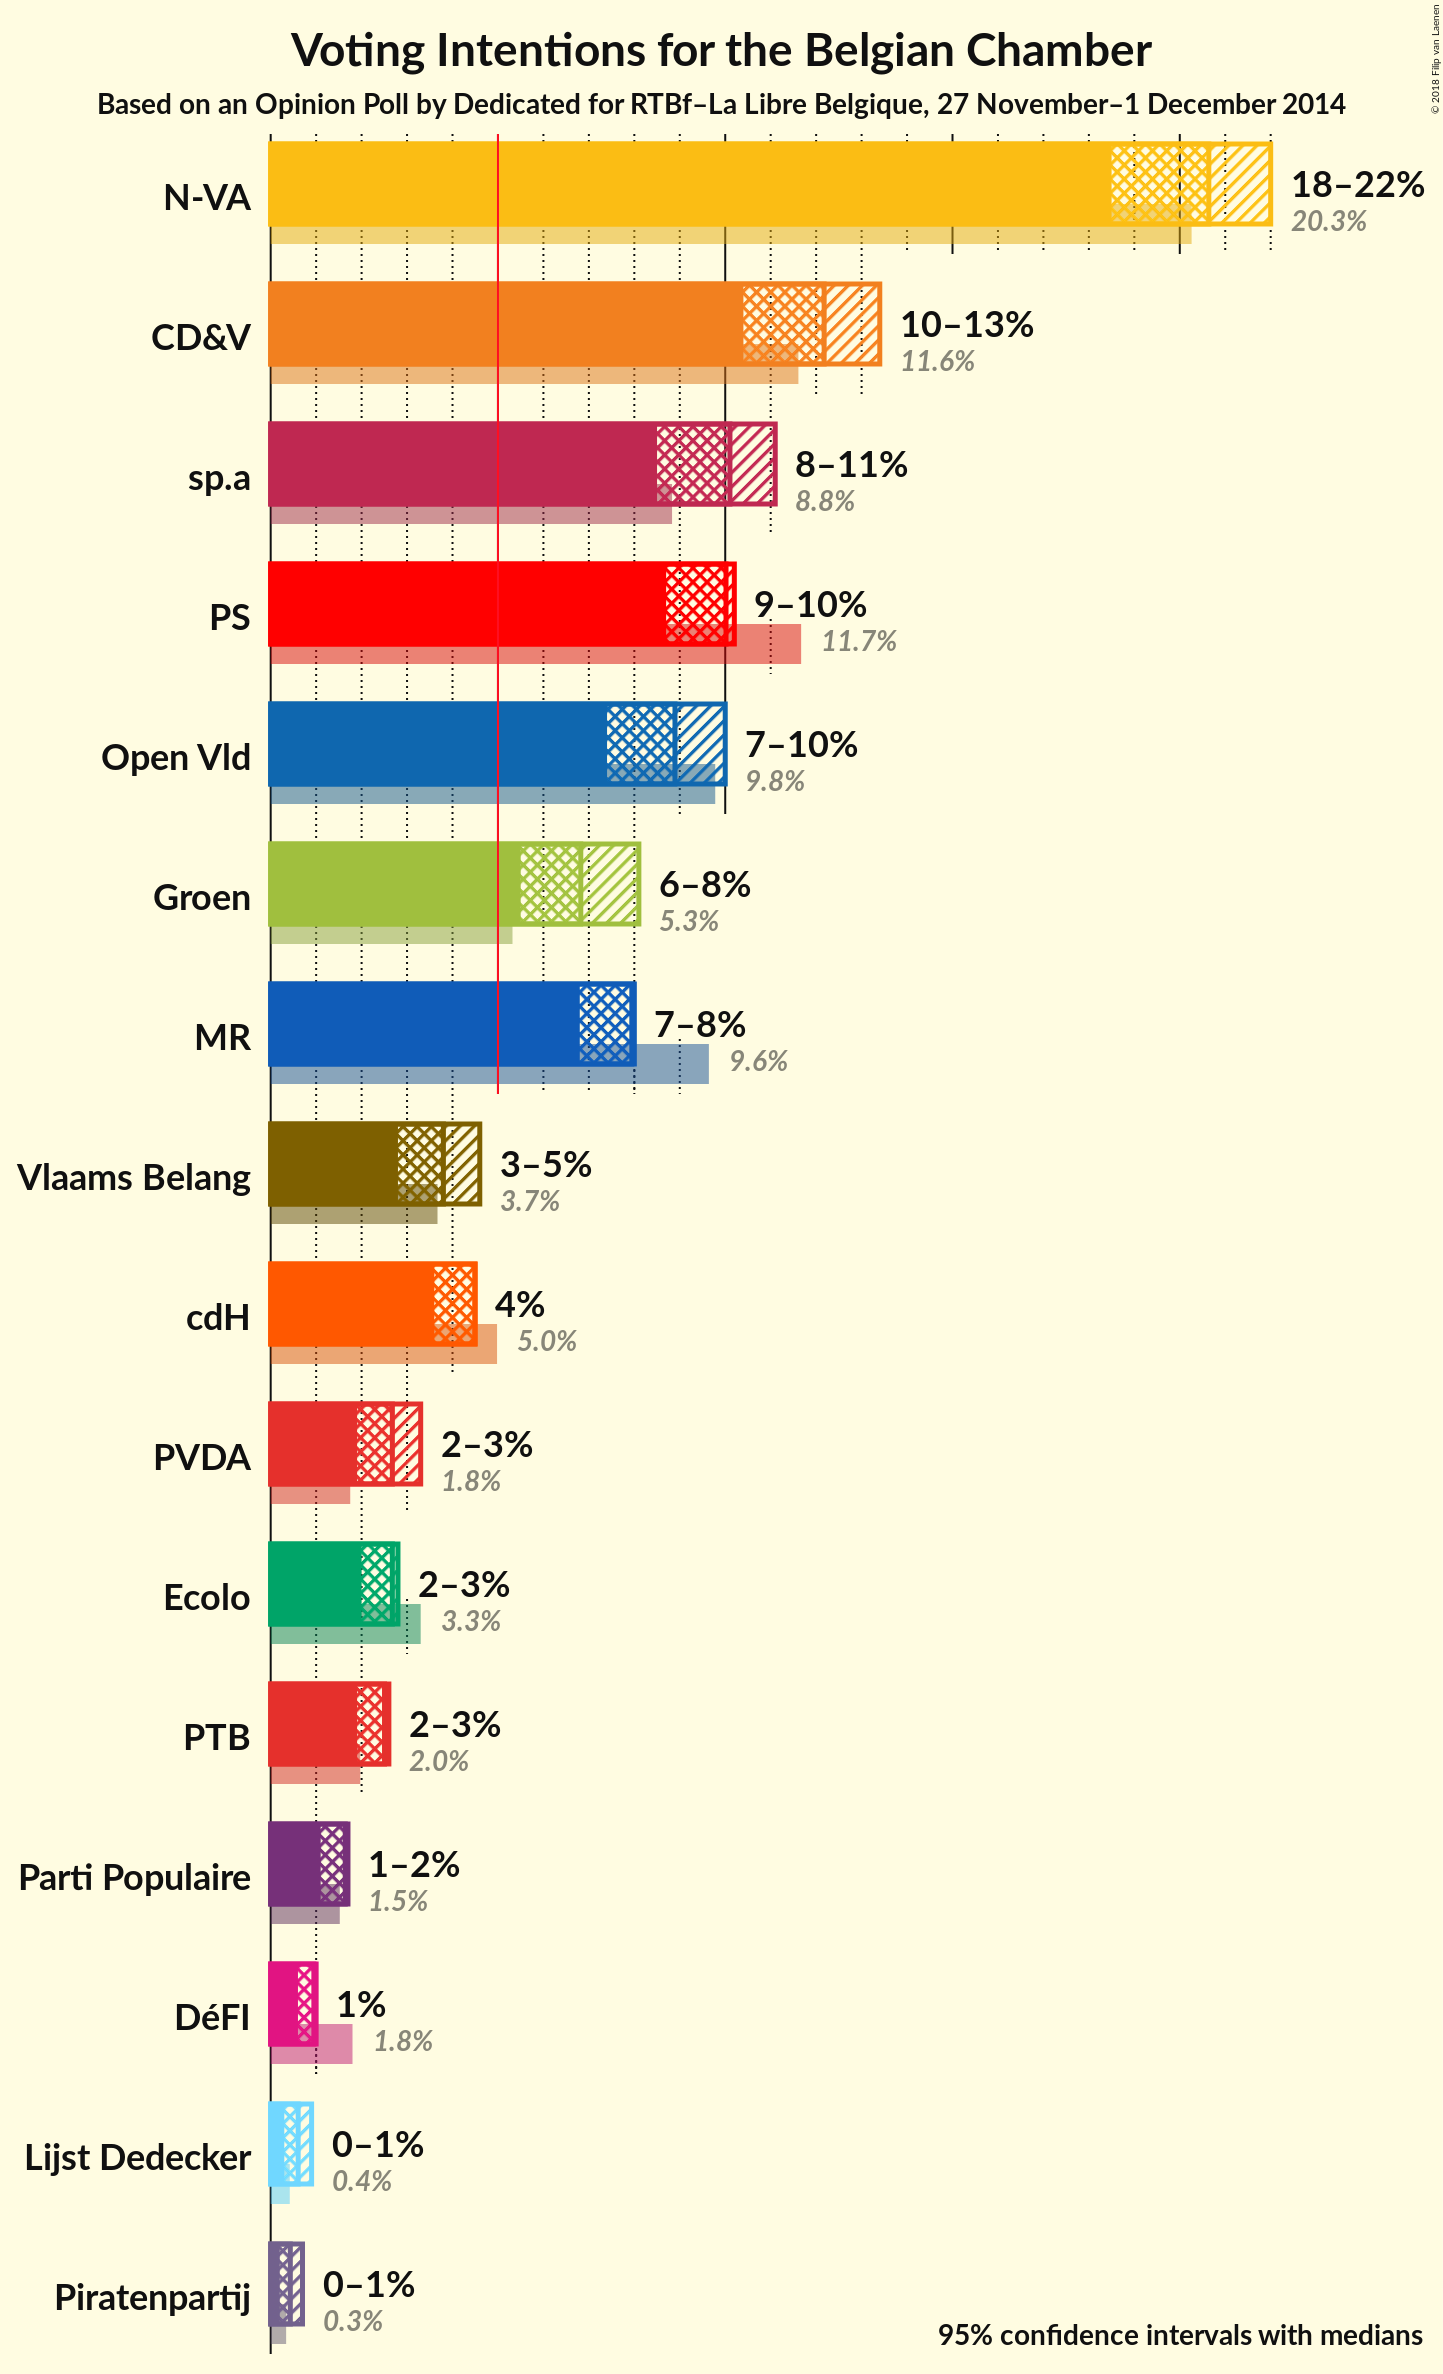 Voting Intentions for the Belgian Chamber
Based on an Opinion Poll by Dedicated for RTBf–La Libre Belgique, 27 November–1 December 2014
© 2018 Filip van Laenen
N-VA
18–22%
20.3%
CD&V
10–13%
11.6%
sp.a
8–11%
8.8%
PS
9–10%
11.7%
Open Vld
7–10%
9.8%
Groen
6–8%
5.3%
MR
7–8%
9.6%
Vlaams Belang
3–5%
3.7%
cdH
4%
5.0%
PVDA
2–3%
1.8%
Ecolo
2–3%
3.3%
PTB
2–3%
2.0%
Parti Populaire
1–2%
1.5%
DéFI
1%
1.8%
Lijst Dedecker
0–1%
0.4%
Piratenpartij
0–1%
0.3%
95% confidence intervals with medians